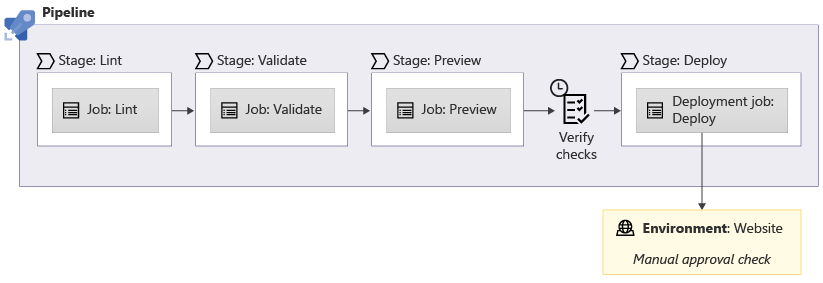 Pipeline
Stage: Lint
Stage: Validate
Stage: Preview
Stage: Deploy
Job: Lint
Job: Validate
Job: Preview
Verify
checks
Deployment job:
Deploy
Environment: Website
Manual approval check